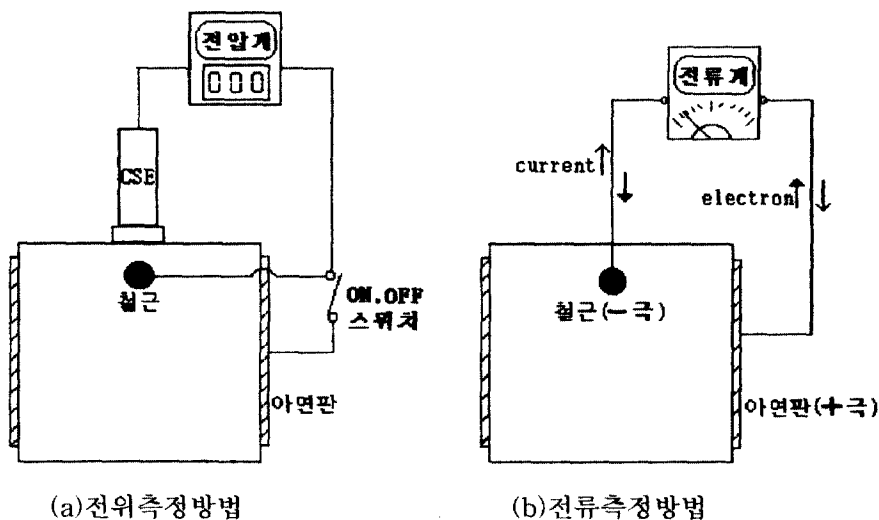 전압계
000
CSE
철근
ON.OFF
스위치
아연판
(a)전위측정방법
전류계
current
electron
철근(-극)
아연판(+극)
(b)전류측정방법